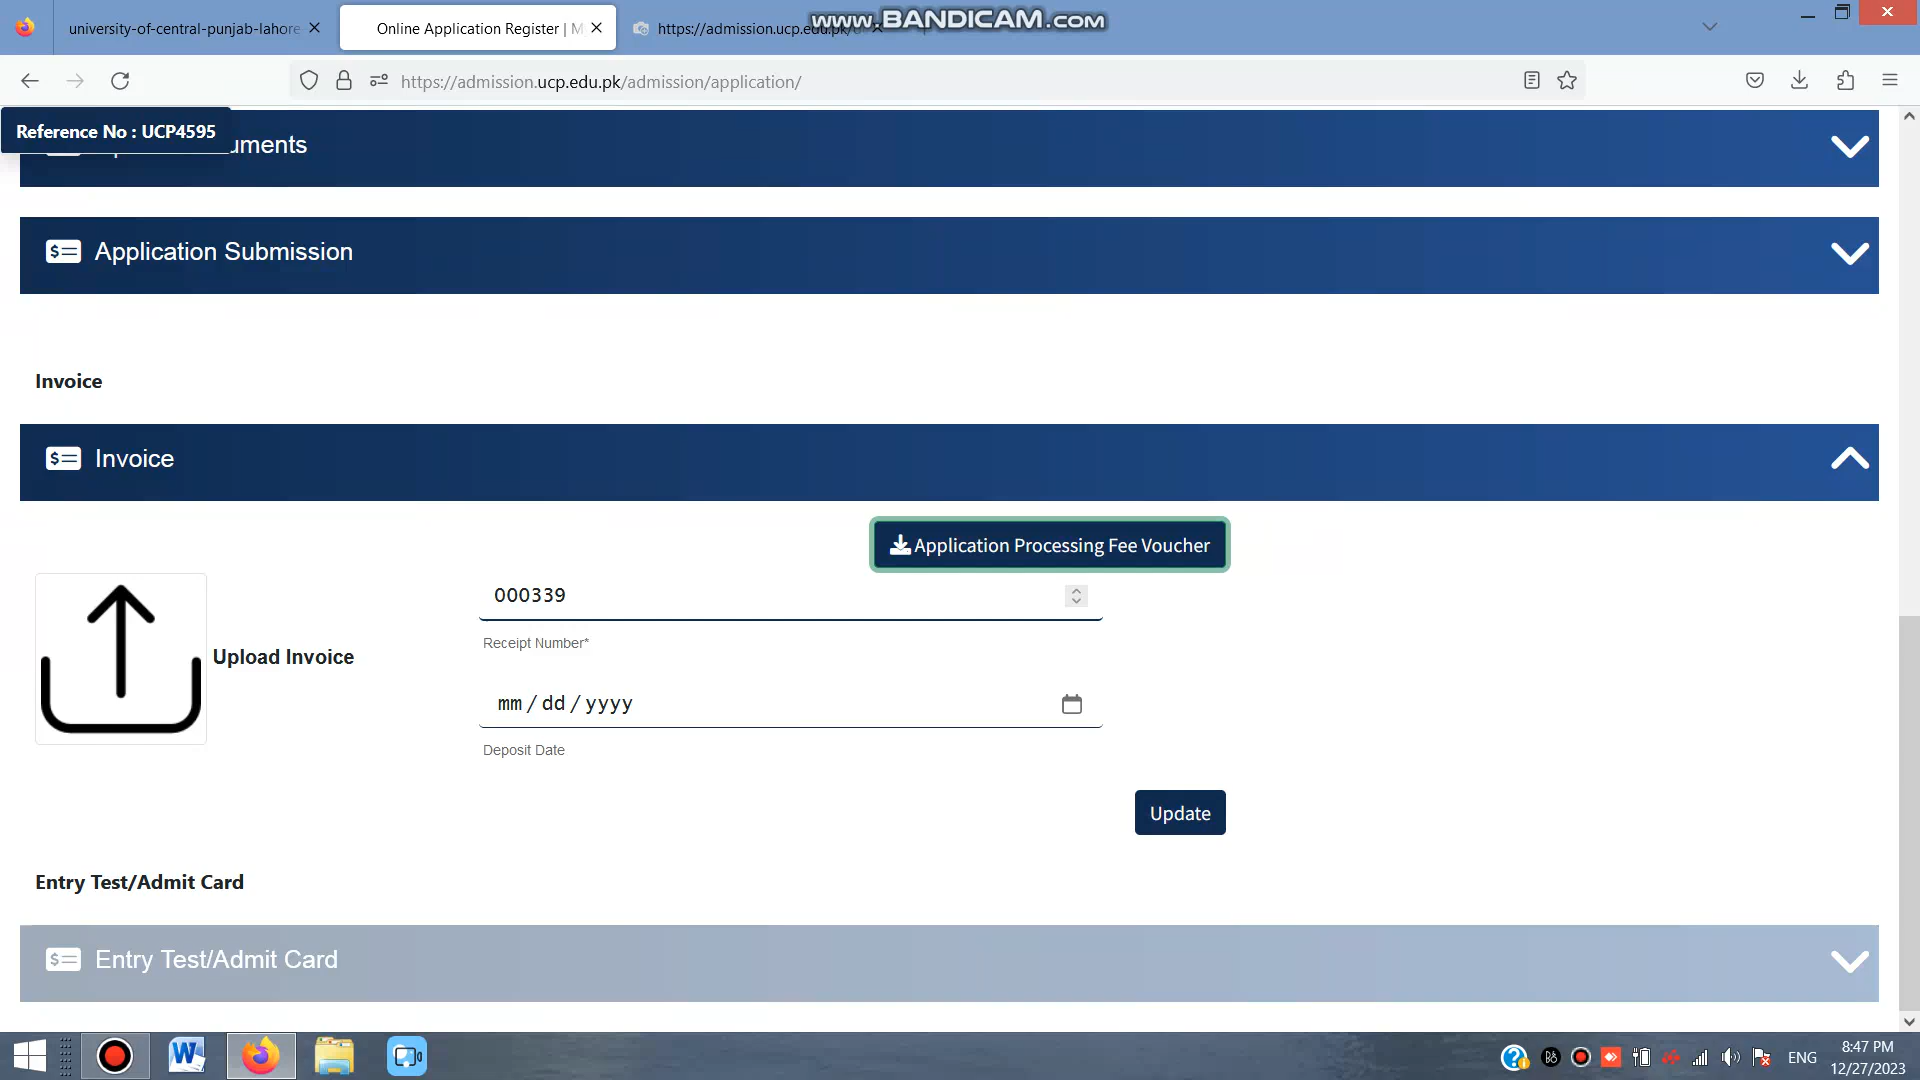 university-of-central-punjab-lahore
Online Application Register | M
https://admission.ucp.edu.pk/
www.BANDICAM.com
https://admission.ucp.edu.pk/admission/application/
Reference No : UCP4595
uments
Application Submission
Invoice
Invoice
Application Processing Fee Voucher
000339
Receipt Number*
Upload Invoice
mm / dd / yyyy
Deposit Date
Update
Entry Test/Admit Card
Entry Test/Admit Card
ENG
8:47 PM
12/27/2023